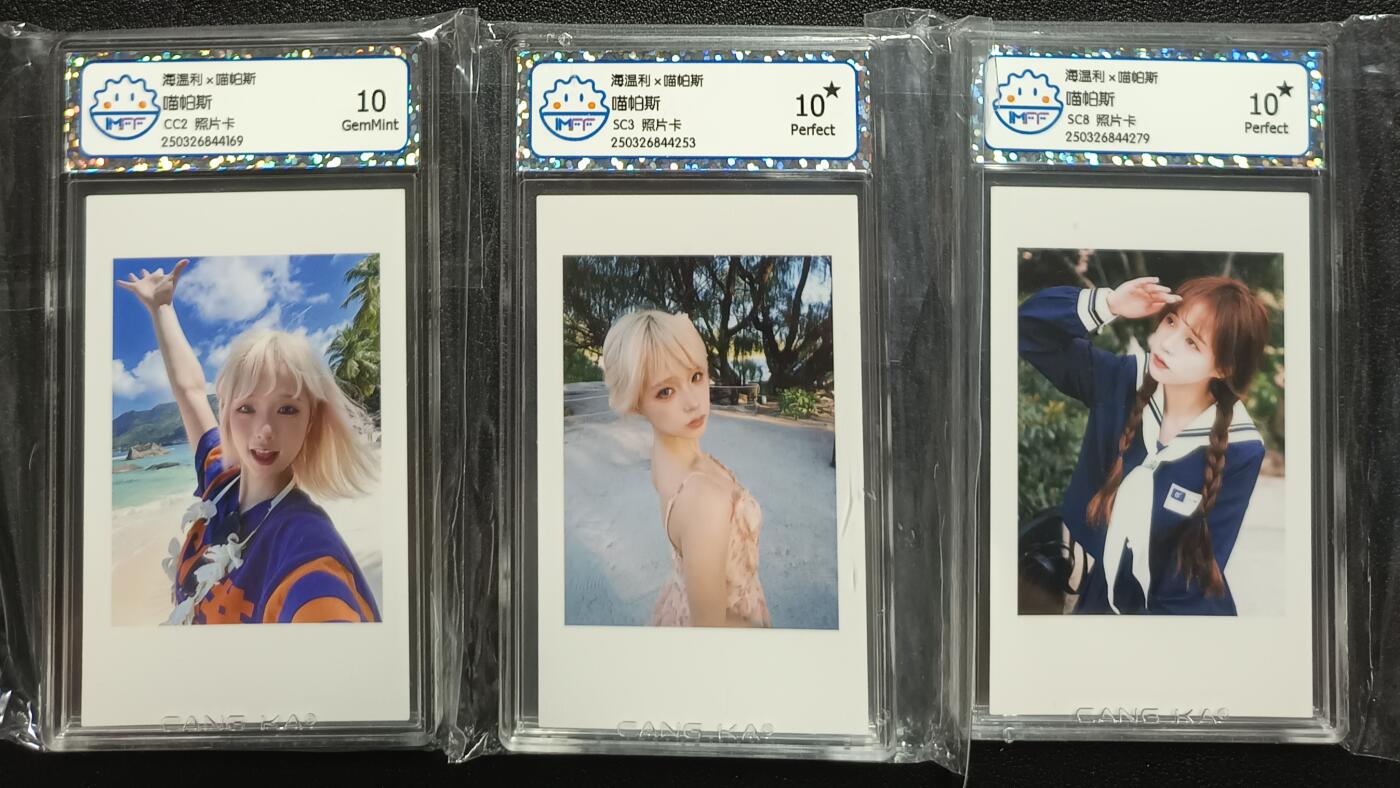 海温利×喵帕斯
喵帕斯
CC2 照片卡
250326844169
10
GemMint
IMFF
海温利×喵帕斯
喵帕斯
SC3 照片卡
250326844253
10★
Perfect
IMFF
海温利×喵帕斯
喵帕斯
SC8 照片卡
250326844279
10★
Perfect
IMFF
CANG KA®
CANG KA®
CANG KA®